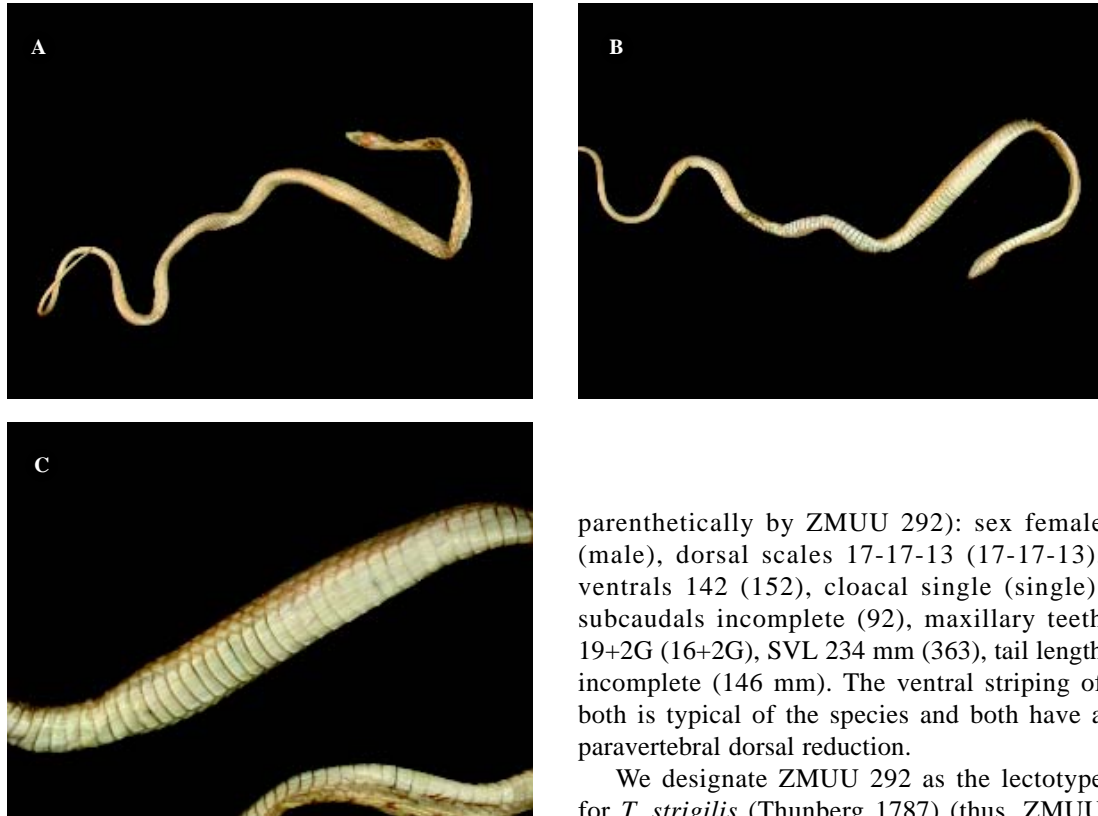 A
B
C
parenthetically by ZMUU 292): sex female
(male), dorsal scales 17-17-13 (17-17-13)
ventrals 142 (152), cloacal single (single)
subcaudals incomplete (92), maxillary teeth
19+2G (16+2G), SVL 234 mm (363), tail length
incomplete (146 mm). The ventral striping of
both is typical of the species and both have a
paravertebral dorsal reduction.
We designate ZMUU 292 as the lectotype
for T. strigilis (Thunberg 1787) (thus, ZMUU